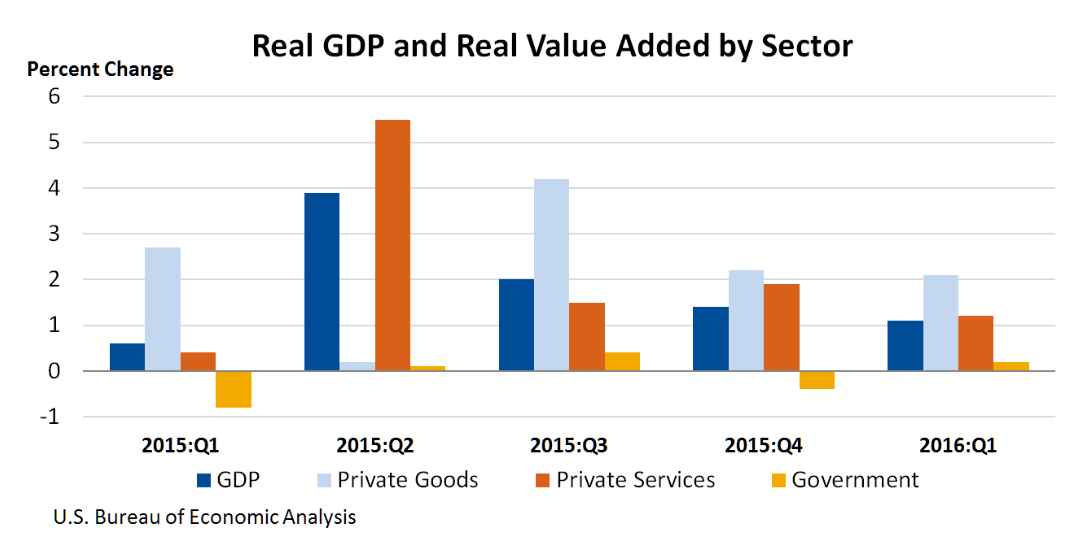 Real GDP and Real Value Added by Sector
Percent Change
6
5
4
3
2
1
0
-1
2015:Q1 2015:Q2 2015:Q3 2015:Q4 2016:Q1
GDP Private Goods Private Services Government
U.S. Bureau of Economic Analysis